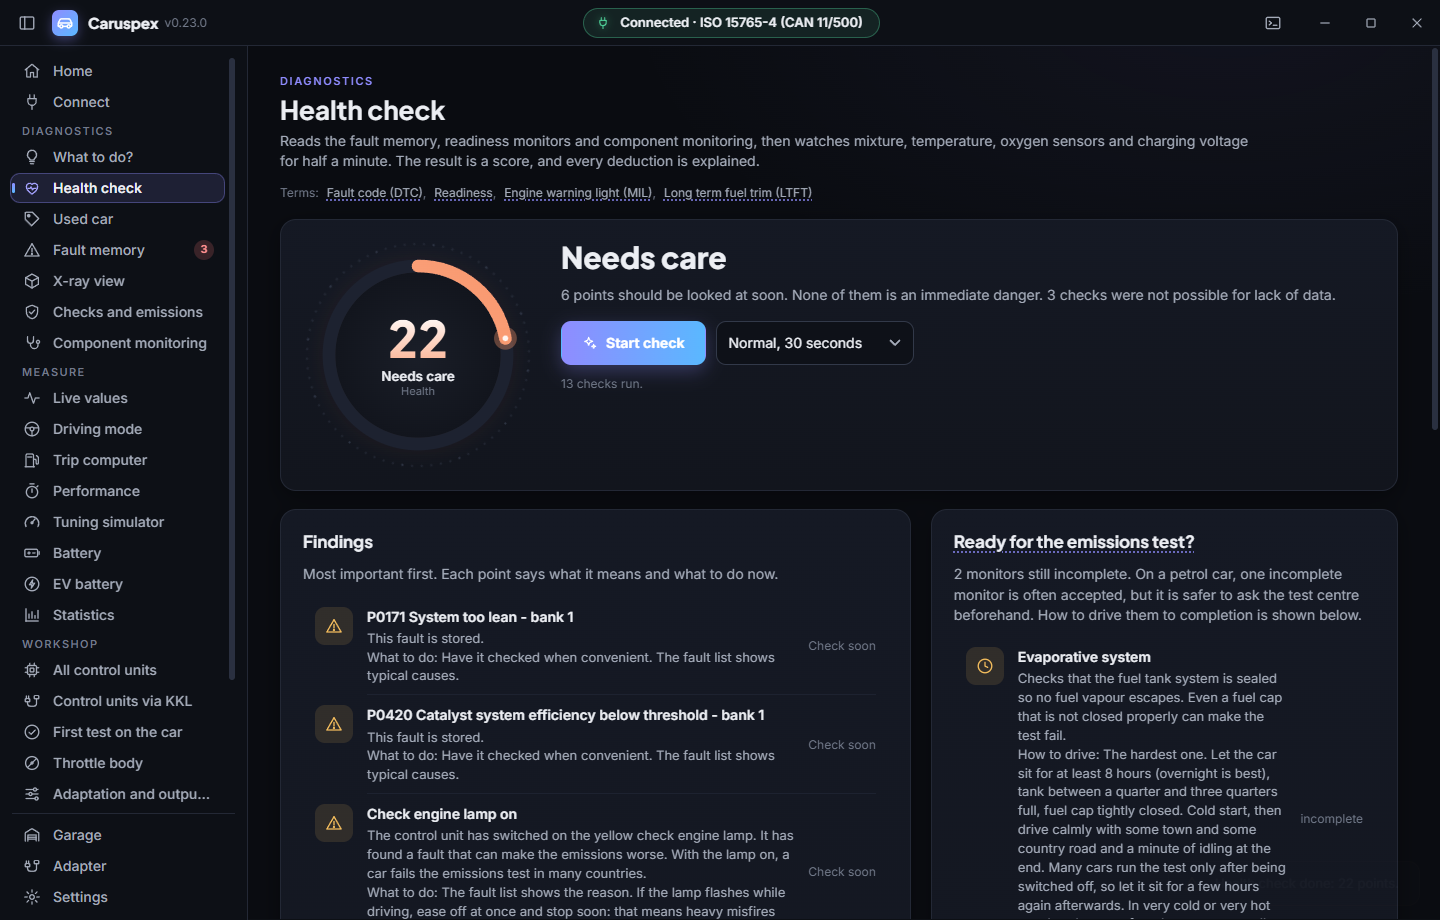 Caruspex v0.23.0
Connected · ISO 15765-4 (CAN 11/500)
Home
Connect
DIAGNOSTICS
What to do?
Health check
Used car
Fault memory 3
X-ray view
Checks and emissions
Component monitoring
MEASURE
Live values
Driving mode
Trip computer
Performance
Tuning simulator
Battery
EV battery
Statistics
WORKSHOP
All control units
Control units via KKL
First test on the car
Throttle body
Adaptation and outpu...
Garage
Adapter
Settings
DIAGNOSTICS
Health check
Reads the fault memory, readiness monitors and component monitoring, then watches mixture, temperature, oxygen sensors and charging voltage
for half a minute. The result is a score, and every deduction is explained.
Terms: Fault code (DTC), Readiness, Engine warning light (MIL), Long term fuel trim (LTFT)
22
Needs care
Health
Needs care
6 points should be looked at soon. None of them is an immediate danger. 3 checks were not possible for lack of data.
Start check
Normal, 30 seconds
13 checks run.
Findings
Most important first. Each point says what it means and what to do now.
P0171 System too lean - bank 1
This fault is stored.
What to do: Have it checked when convenient. The fault list shows
typical causes.
Check soon
P0420 Catalyst system efficiency below threshold - bank 1
This fault is stored.
What to do: Have it checked when convenient. The fault list shows
typical causes.
Check soon
Check engine lamp on
The control unit has switched on the yellow check engine lamp. It has
found a fault that can make the emissions worse. With the lamp on, a
car fails the emissions test in many countries.
What to do: The fault list shows the reason. If the lamp flashes while
driving, ease off at once and stop soon: that means heavy misfires
Check soon
Ready for the emissions test?
2 monitors still incomplete. On a petrol car, one incomplete
monitor is often accepted, but it is safer to ask the test centre
beforehand. How to drive them to completion is shown below.
Evaporative system
Checks that the fuel tank system is sealed
so no fuel vapour escapes. Even a fuel cap
that is not closed properly can make the
test fail.
How to drive: The hardest one. Let the car
sit for at least 8 hours (overnight is best),
tank between a quarter and three quarters
full, fuel cap tightly closed. Cold start, then
drive calmly with some town and some
country road and a minute of idling at the
end. Many cars run the test only after being
switched off, so let it sit for a few hours
again afterwards. In very cold or very hot
incomplete